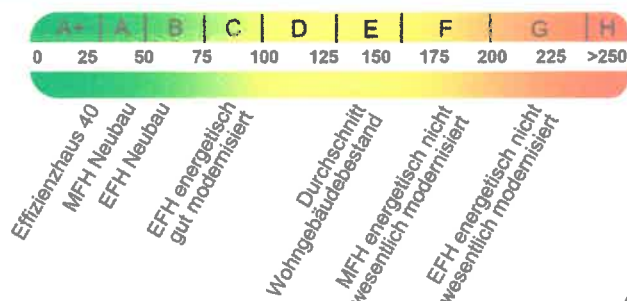 A+ A B C D E F G H
0 25 50 75 100 125 150 175 200 225 >250
Effizienzhaus 40
MFH Neubau
EFH Neubau
EFH energetisch
gut modernisiert
Durchschnitt
Wohngebäudebestand
MFH energetisch nicht
wesentlich modernisiert
EFH energetisch nicht
wesentlich modernisiert